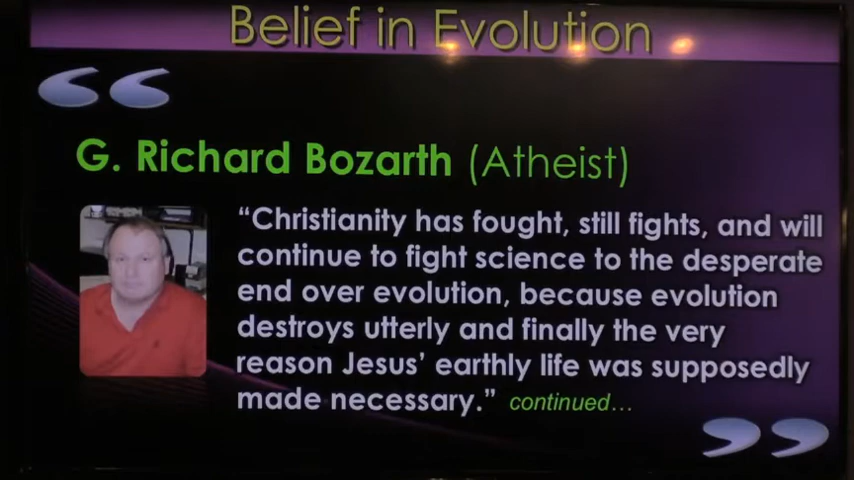 Belief in Evolution
G. Richard Bozarth (Atheist)
“Christianity has fought, still fights, and will
continue to fight science to the desperate
end over evolution, because evolution
destroys utterly and finally the very
reason Jesus’ earthly life was supposedly
made necessary.” continued...